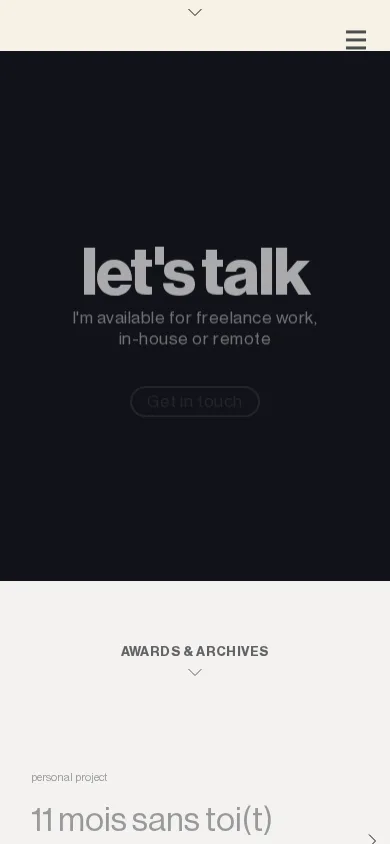 let's talk
I'm available for freelance work,
in-house or remote
Get in touch
AWARDS & ARCHIVES
personal project
11 mois sans toi(t)